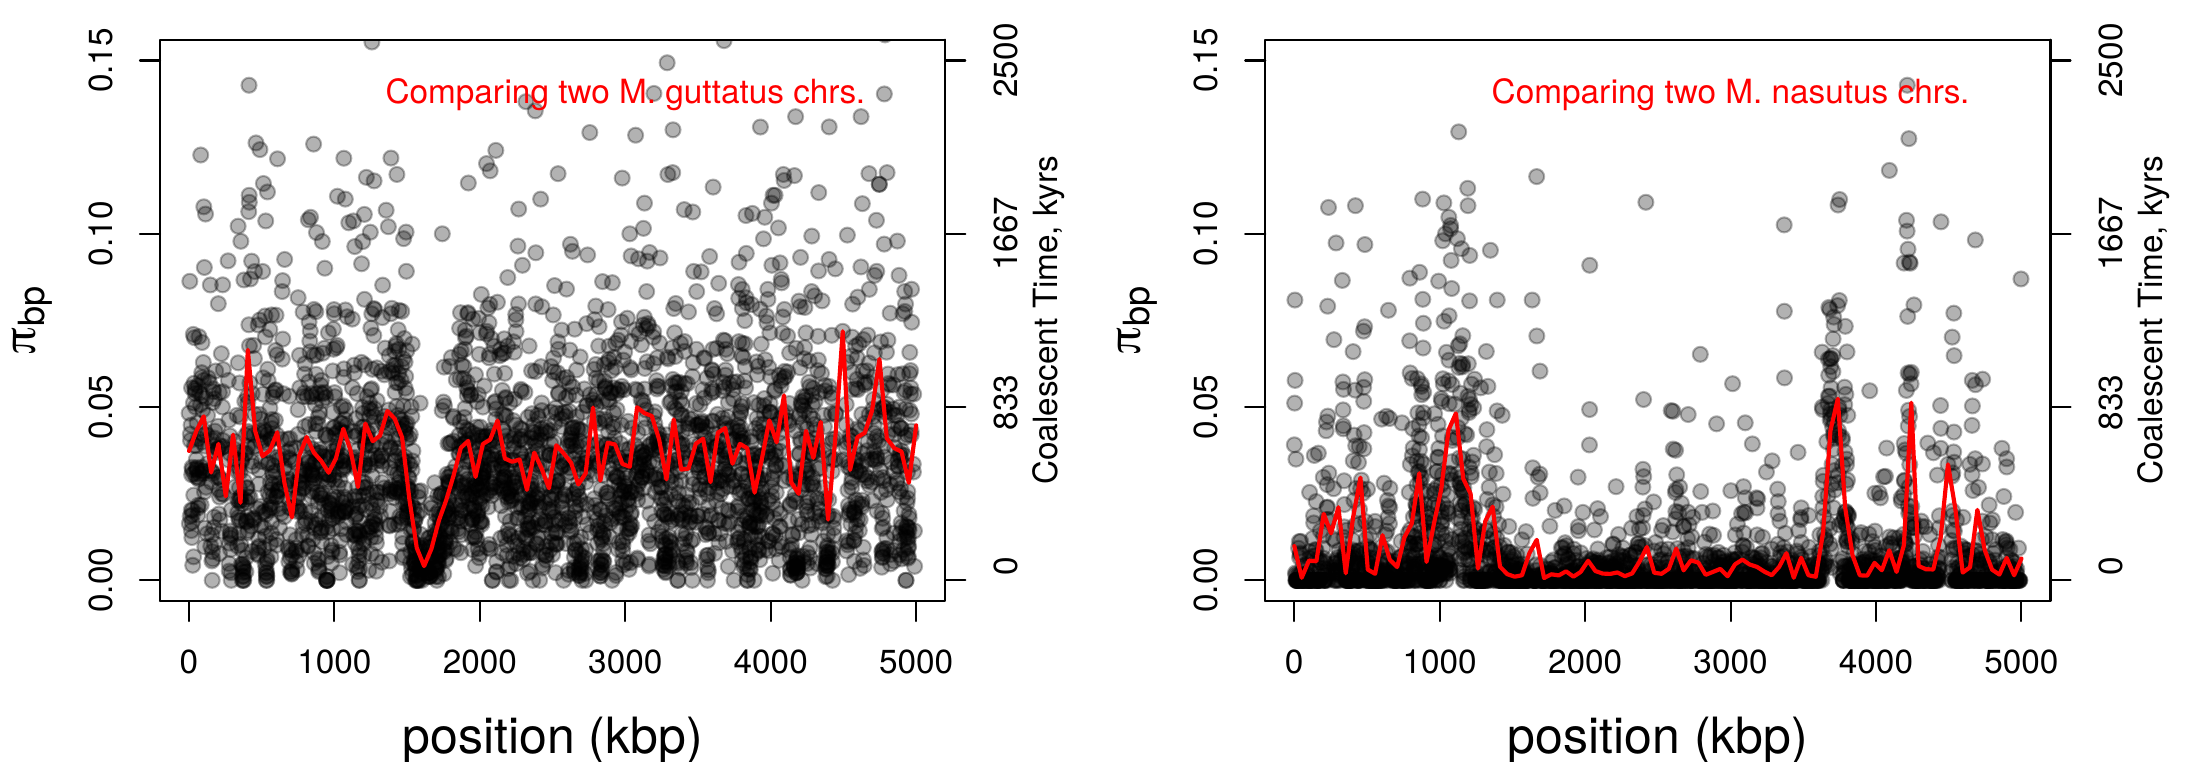 Comparing two M. guttatus chrs.
πbp
0.00
0.05
0.10
0.15
0
833
1667
2500
Coalescent Time, kyrs
0 1000 2000 3000 4000 5000
position (kbp)
Comparing two M. nasutus chrs.
πbp
0.00
0.05
0.10
0.15
0
833
1667
2500
Coalescent Time, kyrs
0 1000 2000 3000 4000 5000
position (kbp)